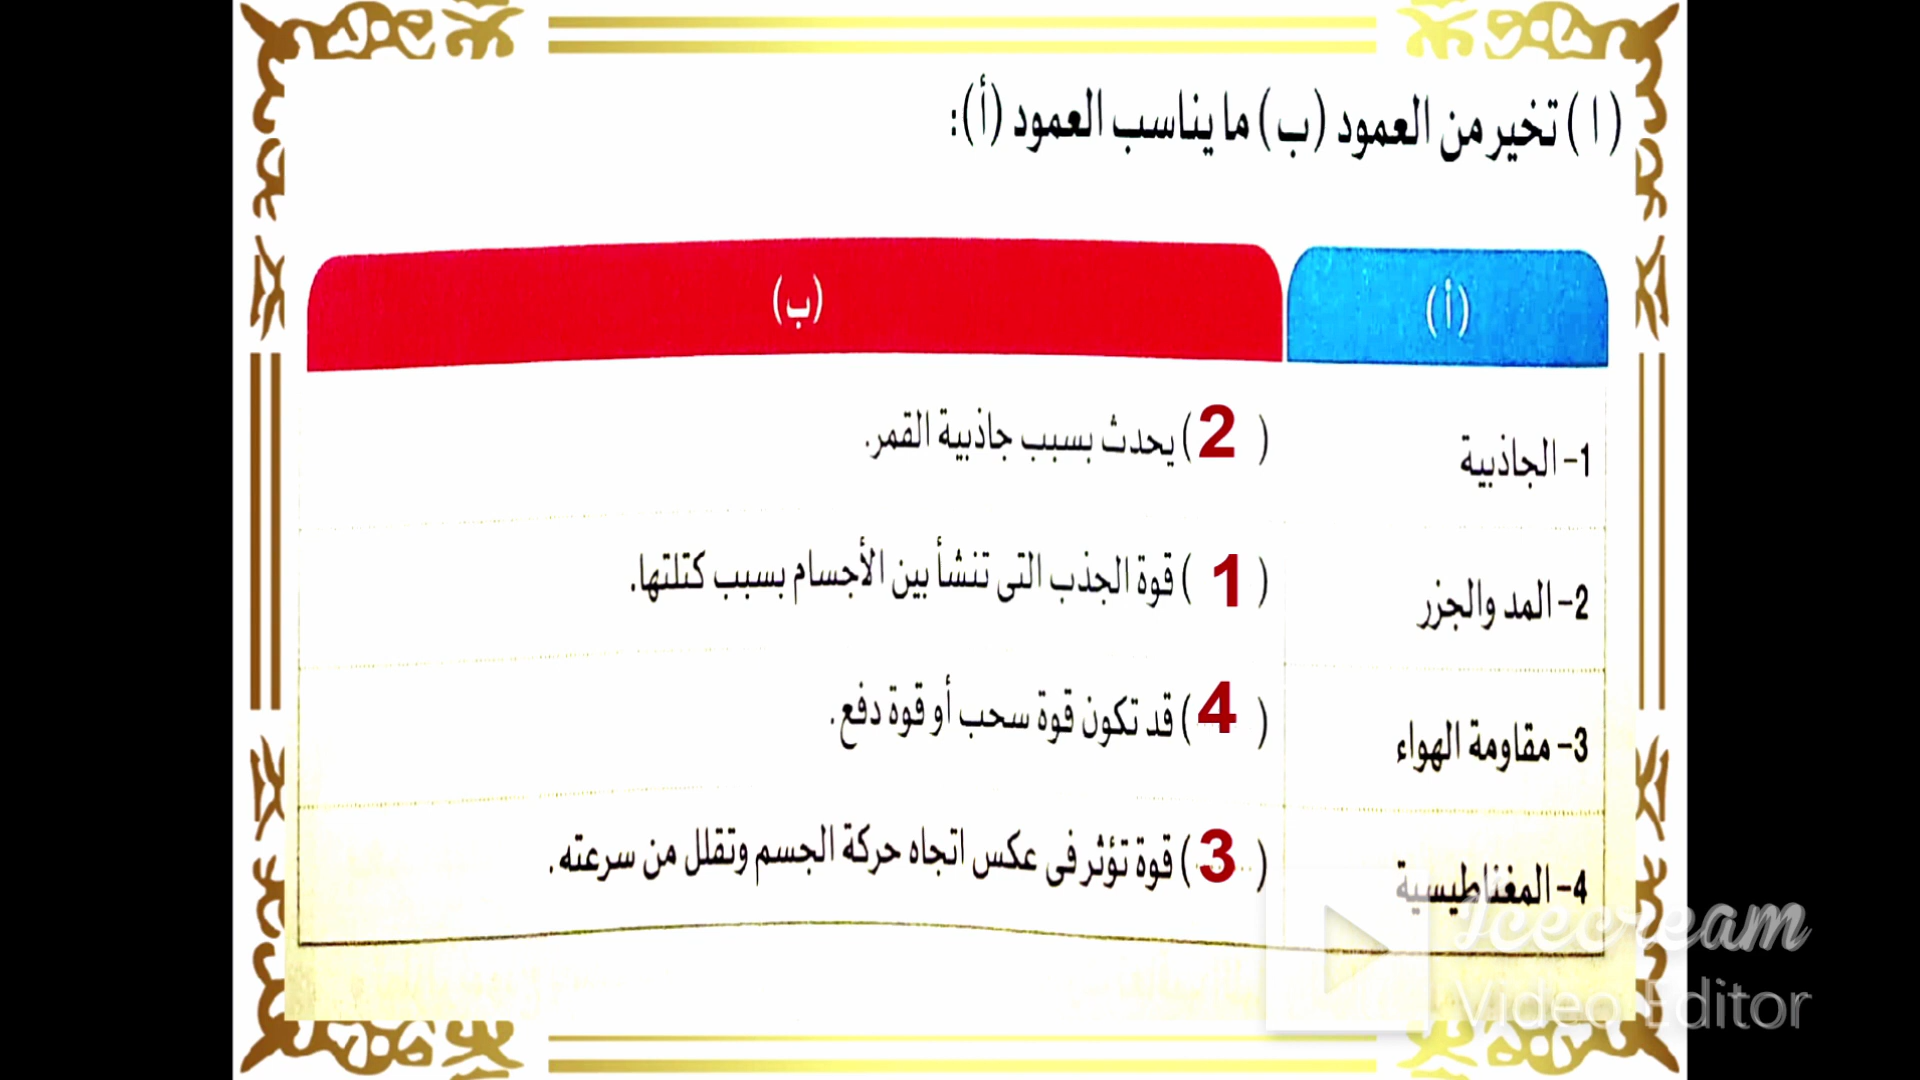 (١) تخير من العمود (ب) ما يناسب العمود (أ):
(أ) (ب)
1- الجاذبية (2) يحدث بسبب جاذبية القمر.
2- المد والجزر (1) قوة الجذب التى تنشأ بين الأجسام بسبب كتلتها.
3- مقاومة الهواء (4) قد تكون قوة سحب أو قوة دفع.
4- المغناطيسية (3) قوة تؤثر فى عكس اتجاه حركة الجسم وتقلل من سرعته.
Icecream
Video Editor